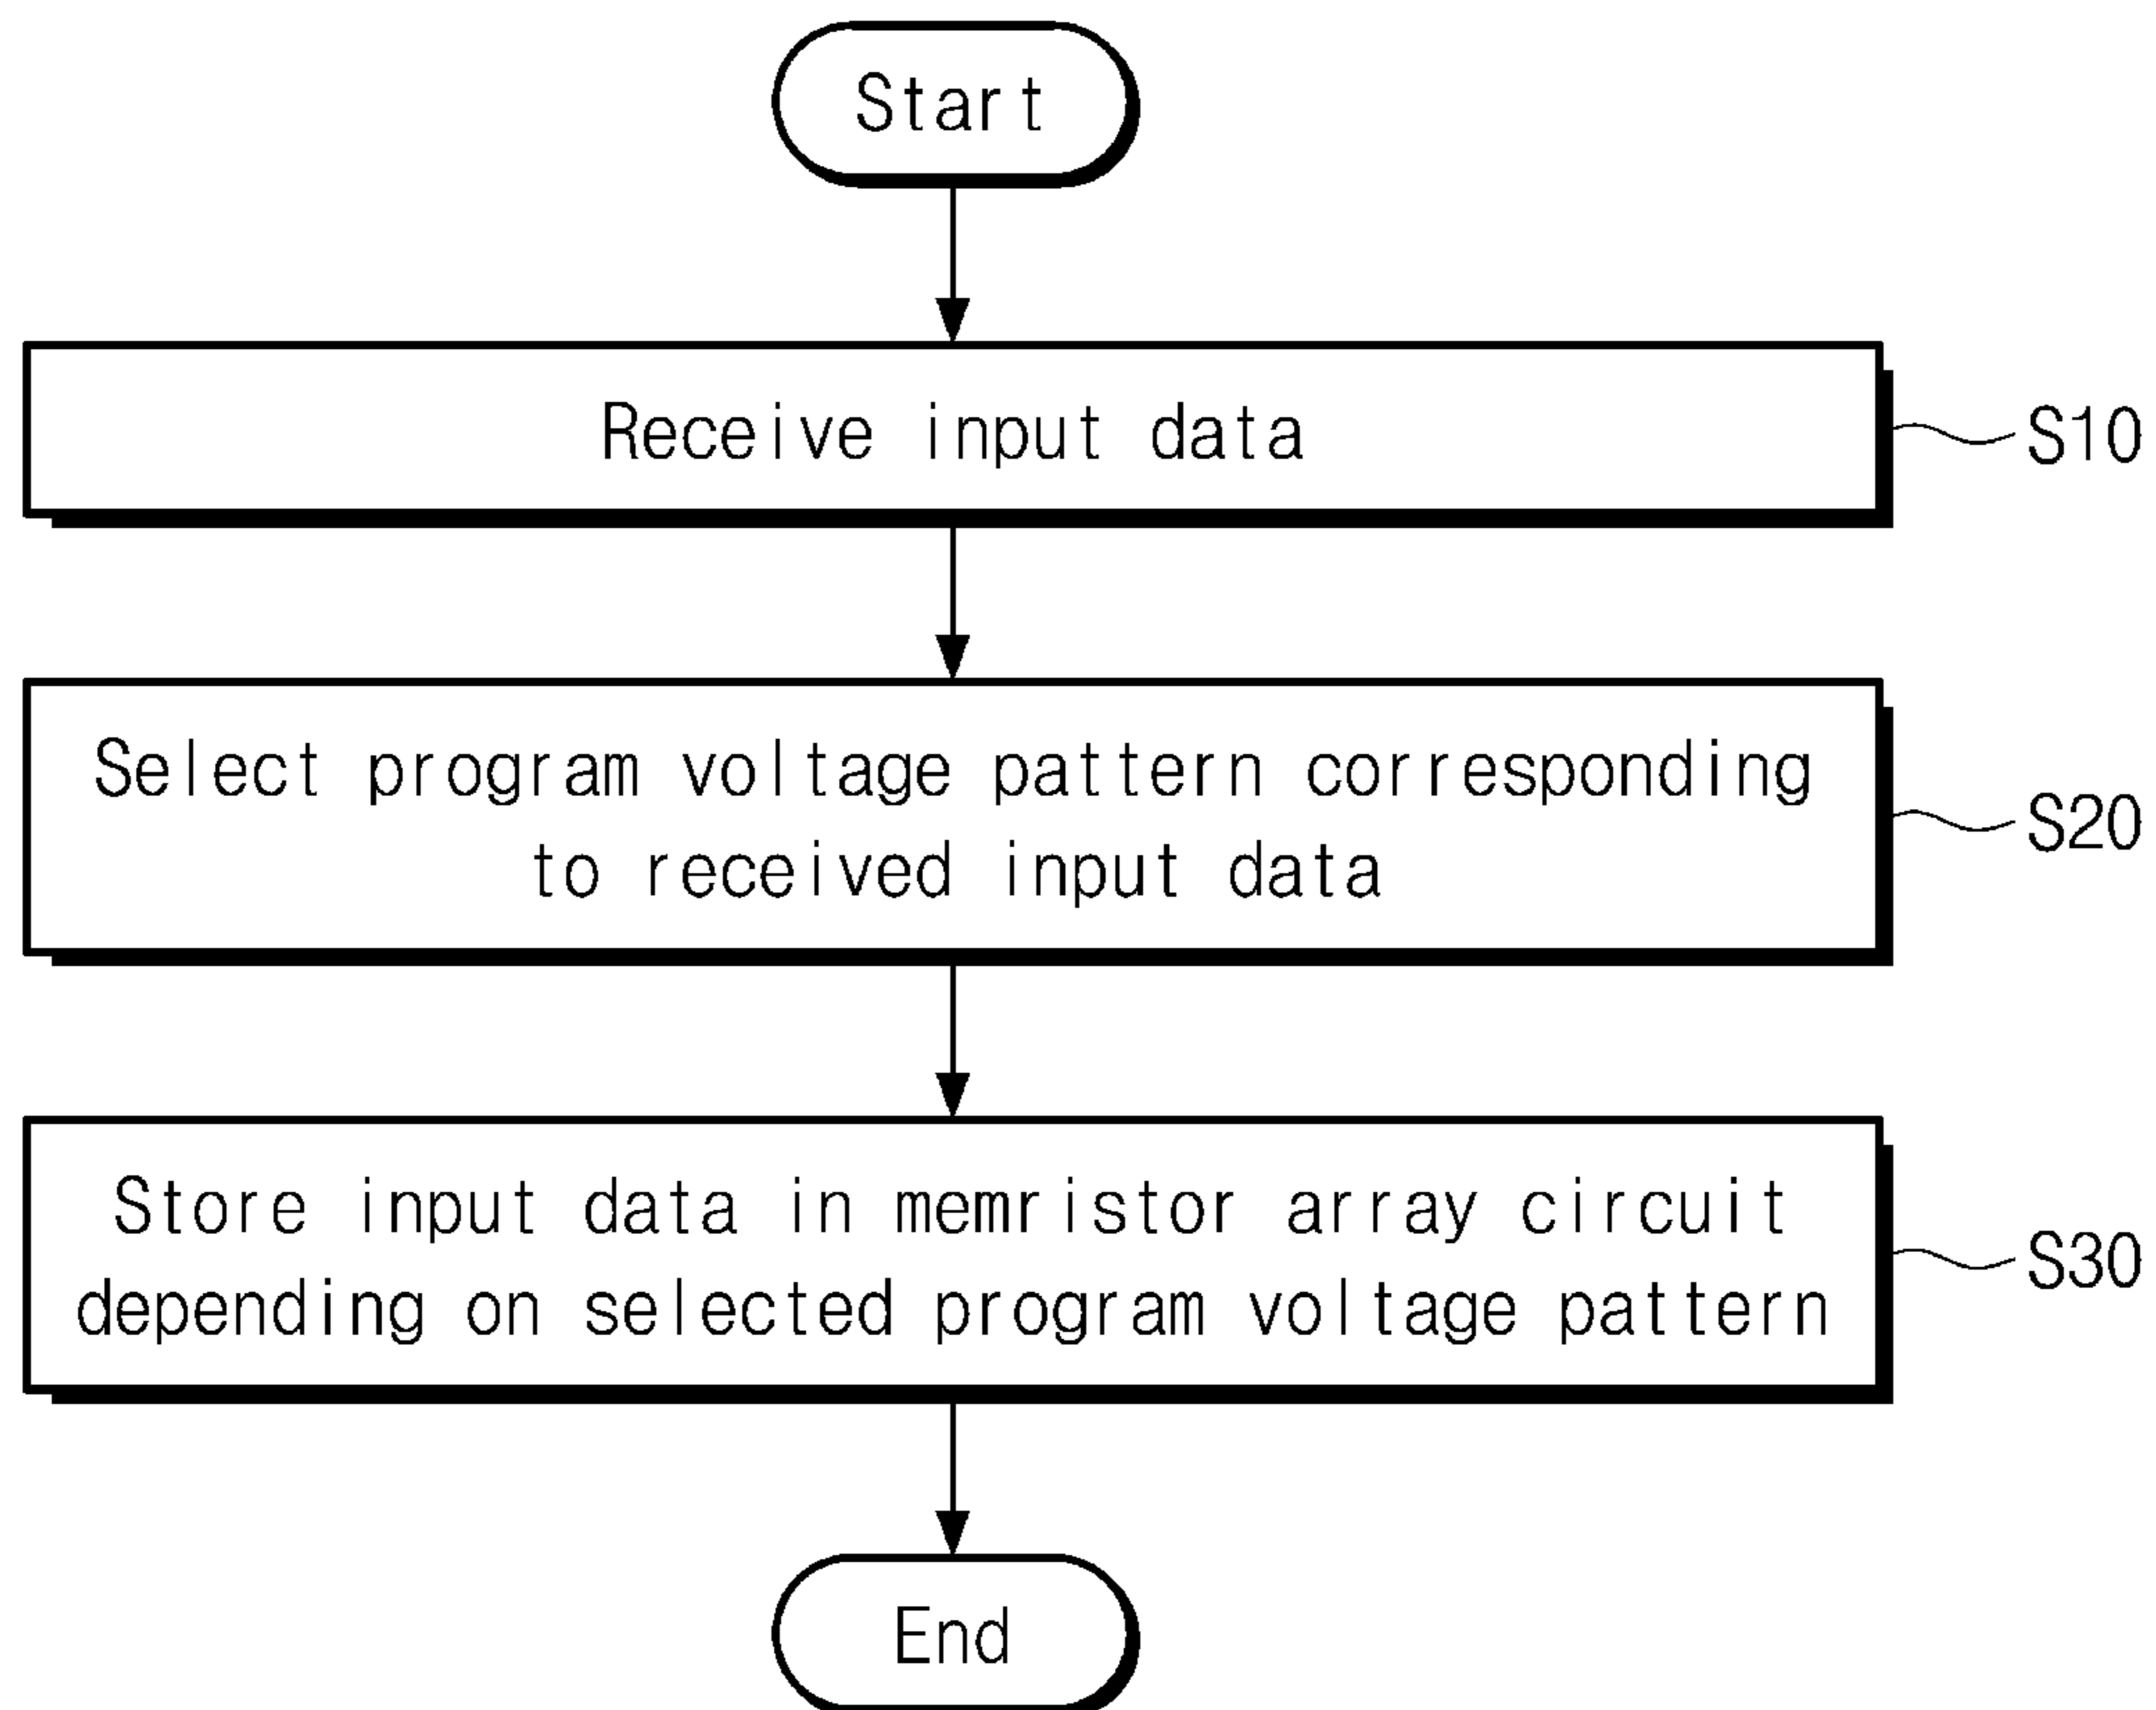 Start
Receive input data
S10
Select program voltage pattern corresponding
to received input data
S20
Store input data in memristor array circuit
depending on selected program voltage pattern
S30
End